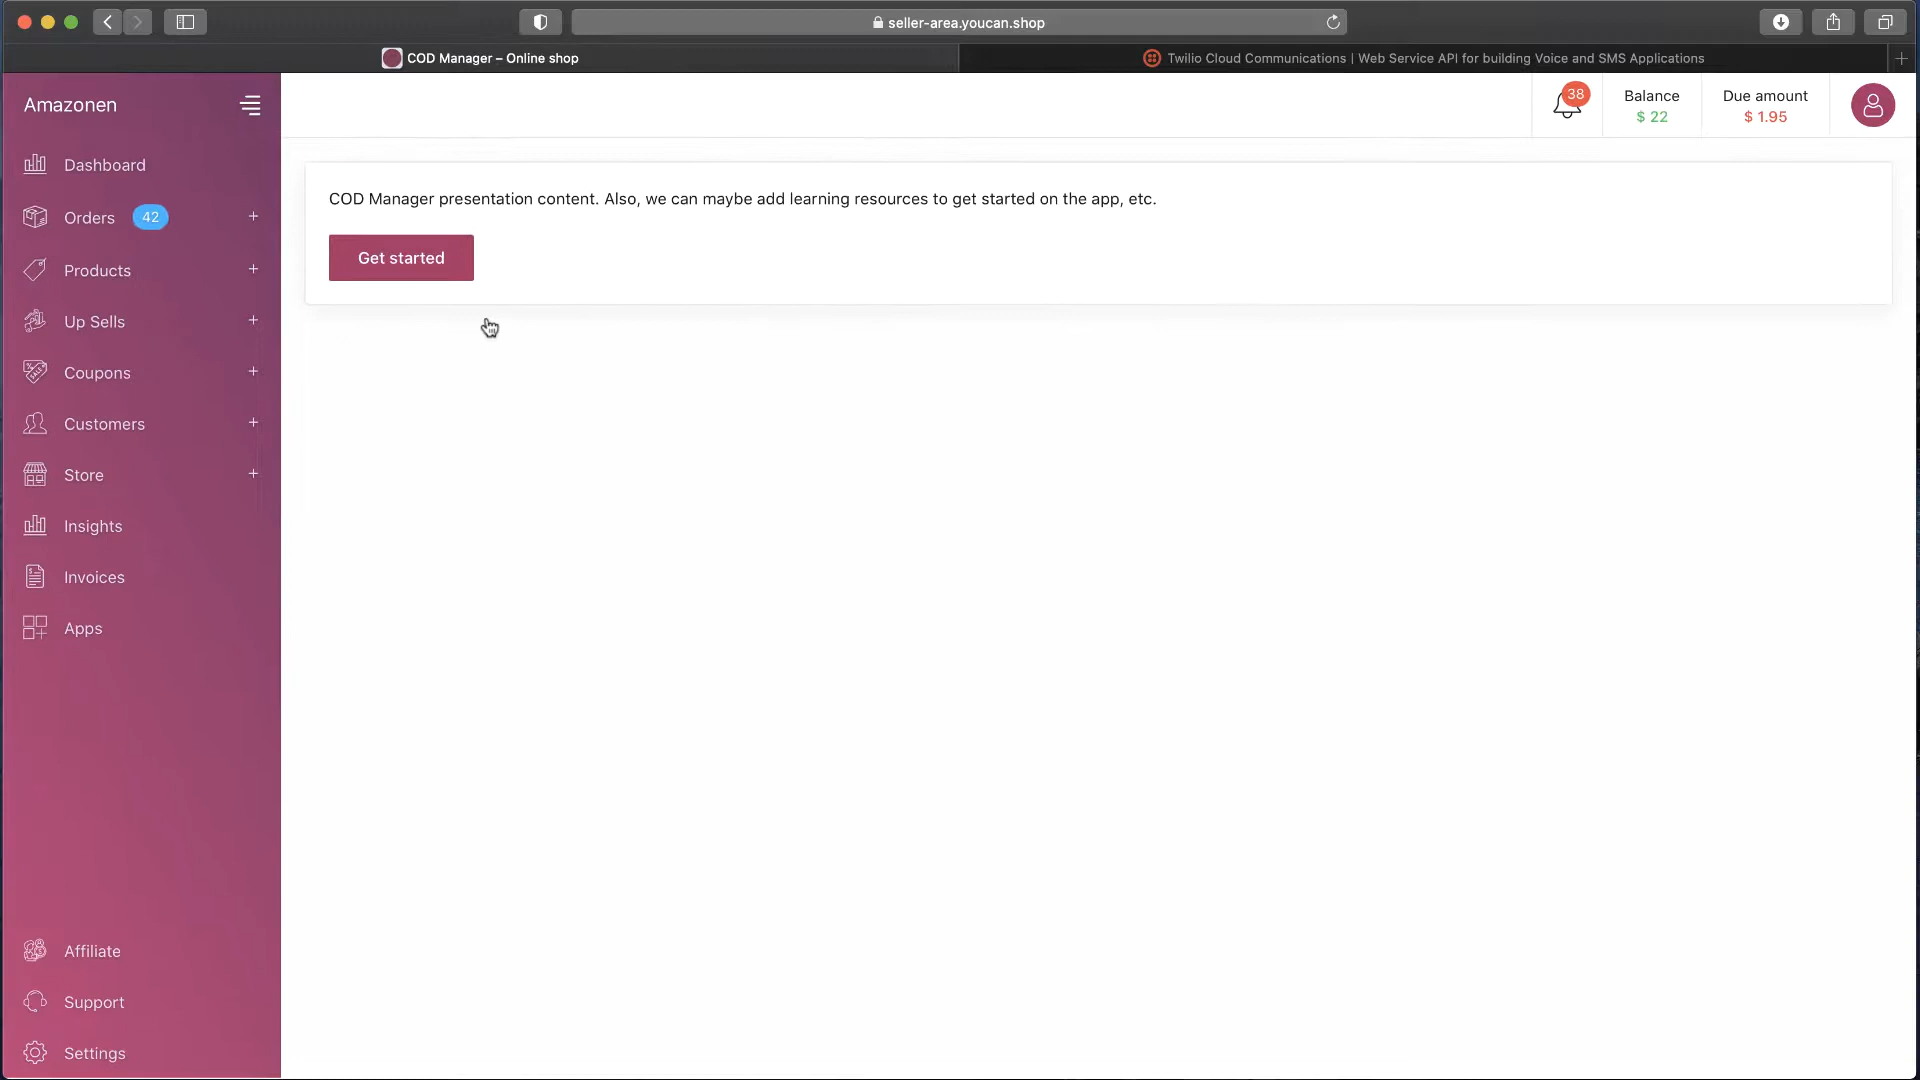 seller-area.youcan.shop
COD Manager – Online shop
Twilio Cloud Communications | Web Service API for building Voice and SMS Applications
Amazonen
38
Balance
$ 22
Due amount
$ 1.95
Dashboard
Orders 42
Products
Up Sells
Coupons
Customers
Store
Insights
Invoices
Apps
Affiliate
Support
Settings
COD Manager presentation content. Also, we can maybe add learning resources to get started on the app, etc.
Get started